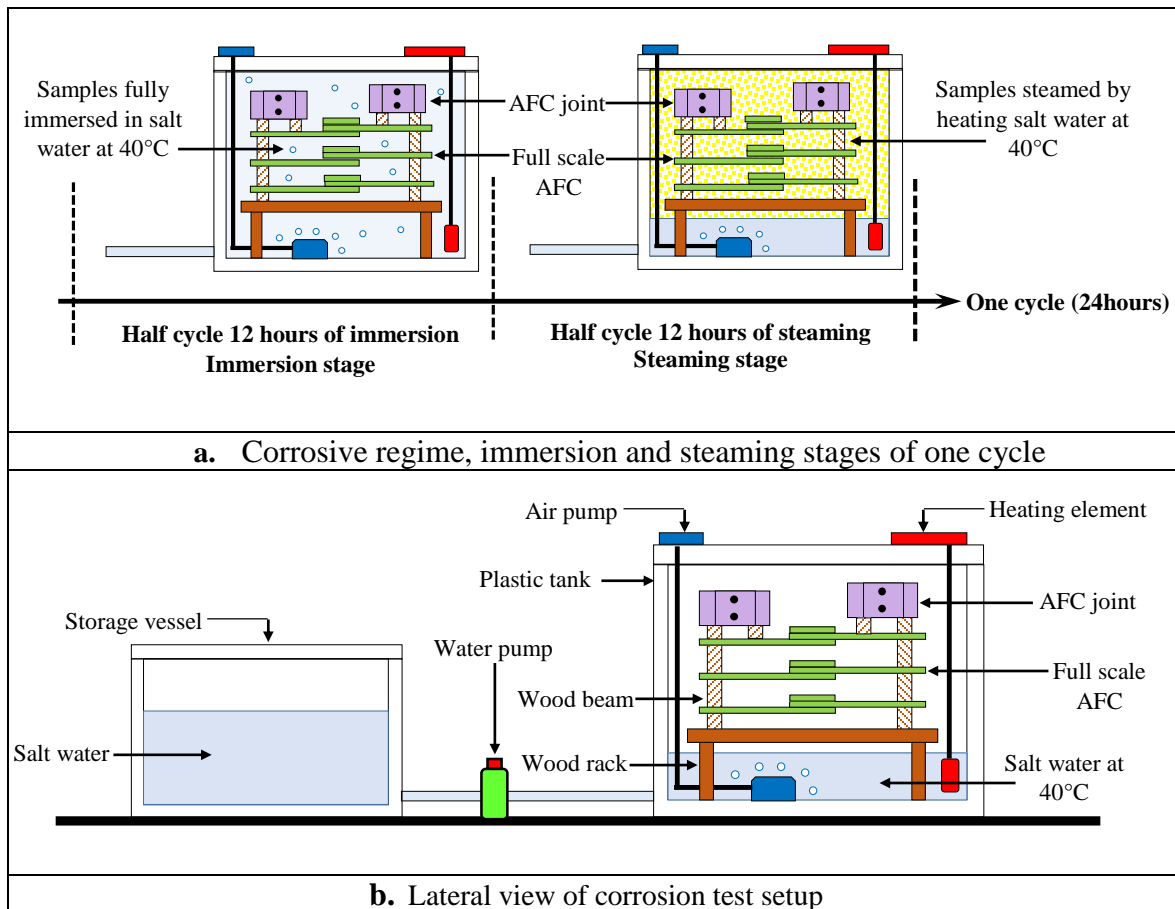 Samples fully
immersed in salt
water at 40°C
AFC joint
Full scale
AFC
Samples steamed by
heating salt water at
40°C
One cycle (24hours)
Half cycle 12 hours of immersion
Immersion stage
Half cycle 12 hours of steaming
Steaming stage
a. Corrosive regime, immersion and steaming stages of one cycle
Air pump
Heating element
Plastic tank
AFC joint
Storage vessel
Water pump
Full scale
AFC
Wood beam
Salt water
Wood rack
Salt water at
40°C
b. Lateral view of corrosion test setup